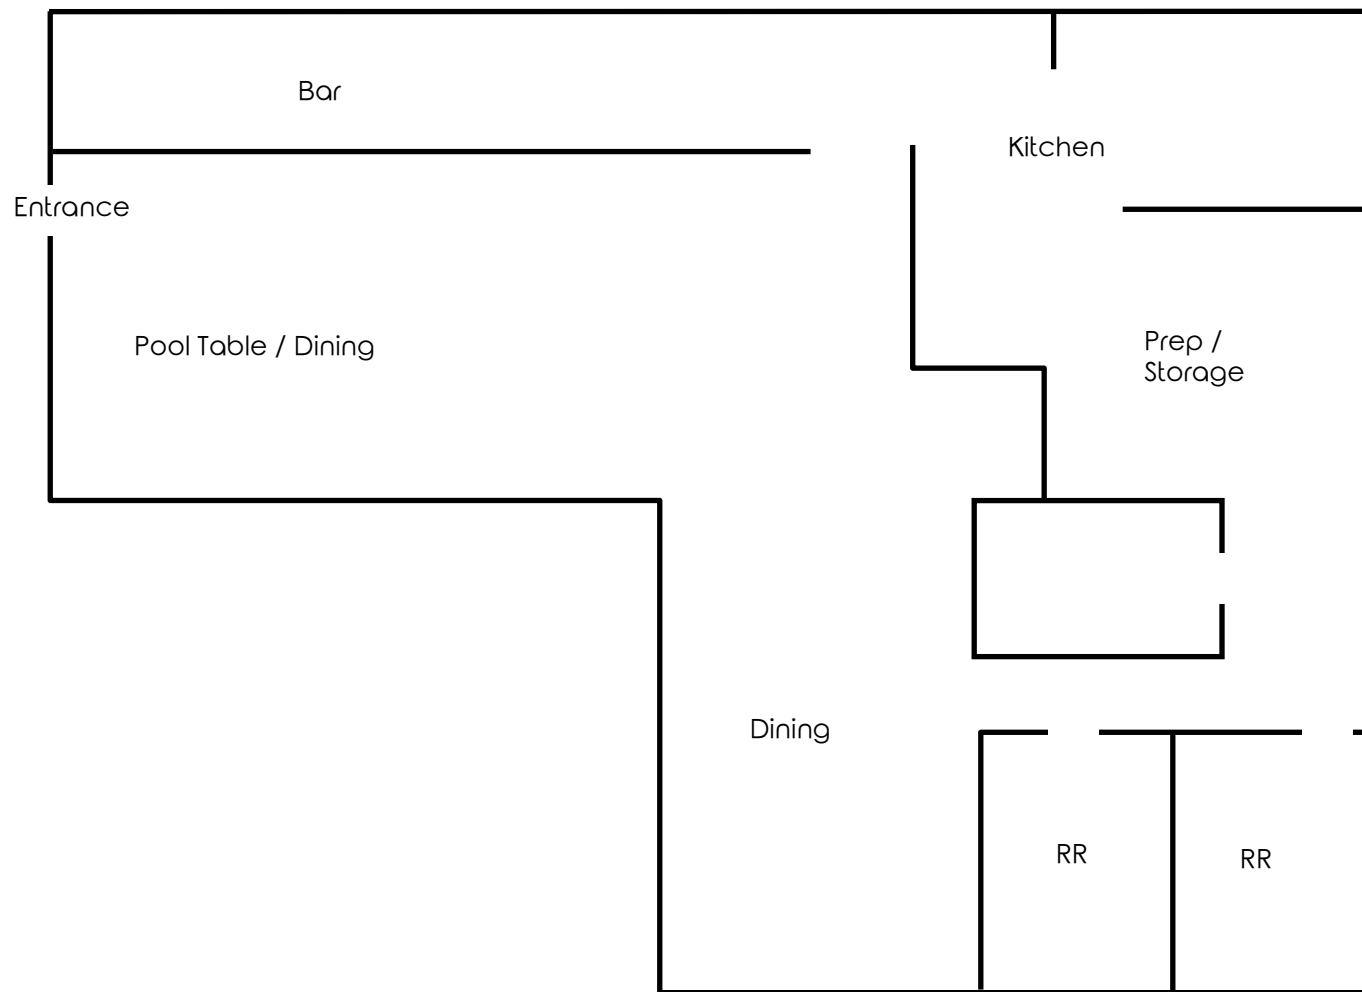 Bar
Kitchen
Entrance
Pool Table / Dining
Prep /
Storage
Dining
RR
RR